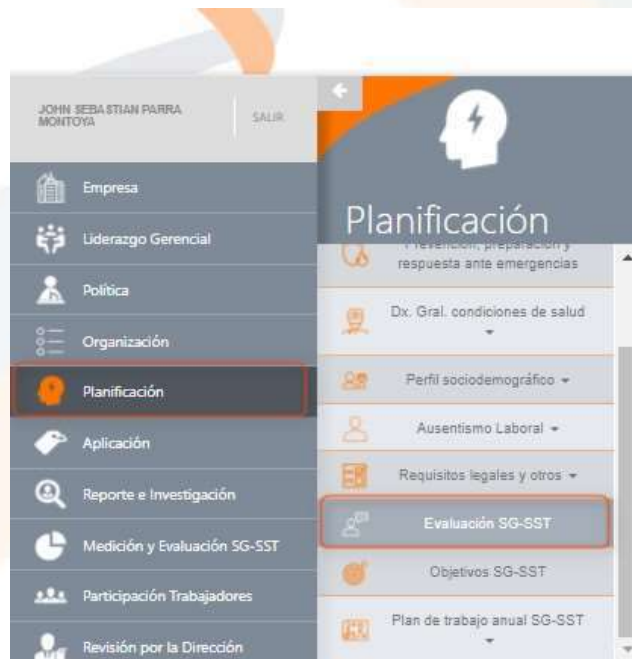 JOHN SEBASTIAN PARRA
MONTOYA
SALIR
Empresa
Liderazgo Gerencial
Política
Organización
Planificación
Aplicación
Reporte e Investigación
Medición y Evaluación SG-SST
Participación Trabajadores
Revisión por la Dirección
Planificación
Prevención, preparación y
respuesta ante emergencias
Dx. Gral. condiciones de salud
Perfil sociodemográfico
Ausentismo Laboral
Requisitos legales y otros
Evaluación SG-SST
Objetivos SG-SST
Plan de trabajo anual SG-SST